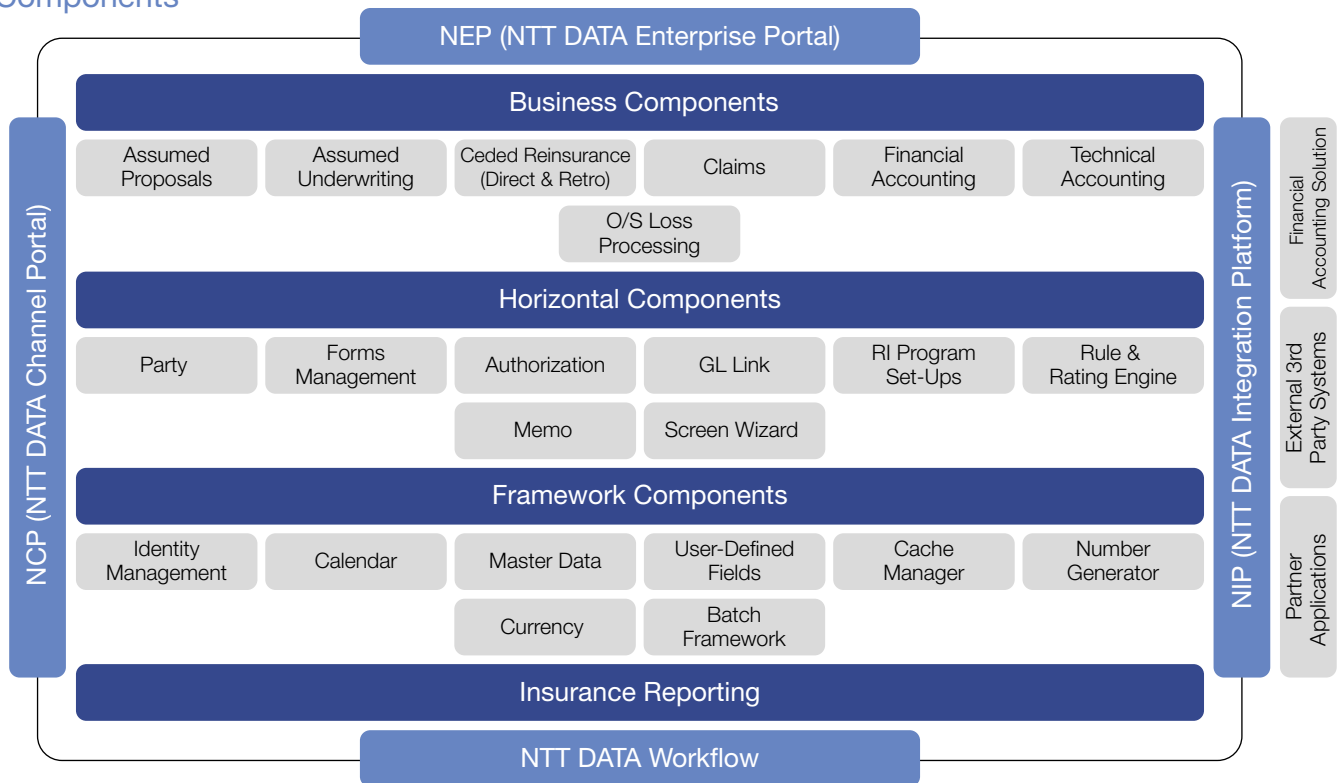 Components
NEP (NTT DATA Enterprise Portal)
Business Components
Assumed
Proposals
Assumed
Underwriting
Ceded Reinsurance
(Direct & Retro)
Claims
Financial
Accounting
Technical
Accounting
O/S Loss
Processing
Horizontal Components
Party
Forms
Management
Authorization
GL Link
RI Program
Set-Ups
Rule &
Rating Engine
Memo
Screen Wizard
Framework Components
Identity
Management
Calendar
Master Data
User-Defined
Fields
Cache
Manager
Number
Generator
Currency
Batch
Framework
Insurance Reporting
NTT DATA Workflow
NCP (NTT DATA Channel Portal)
NIP (NTT DATA Integration Platform)
Financial
Accounting Solution
External 3rd
Party Systems
Partner
Applications